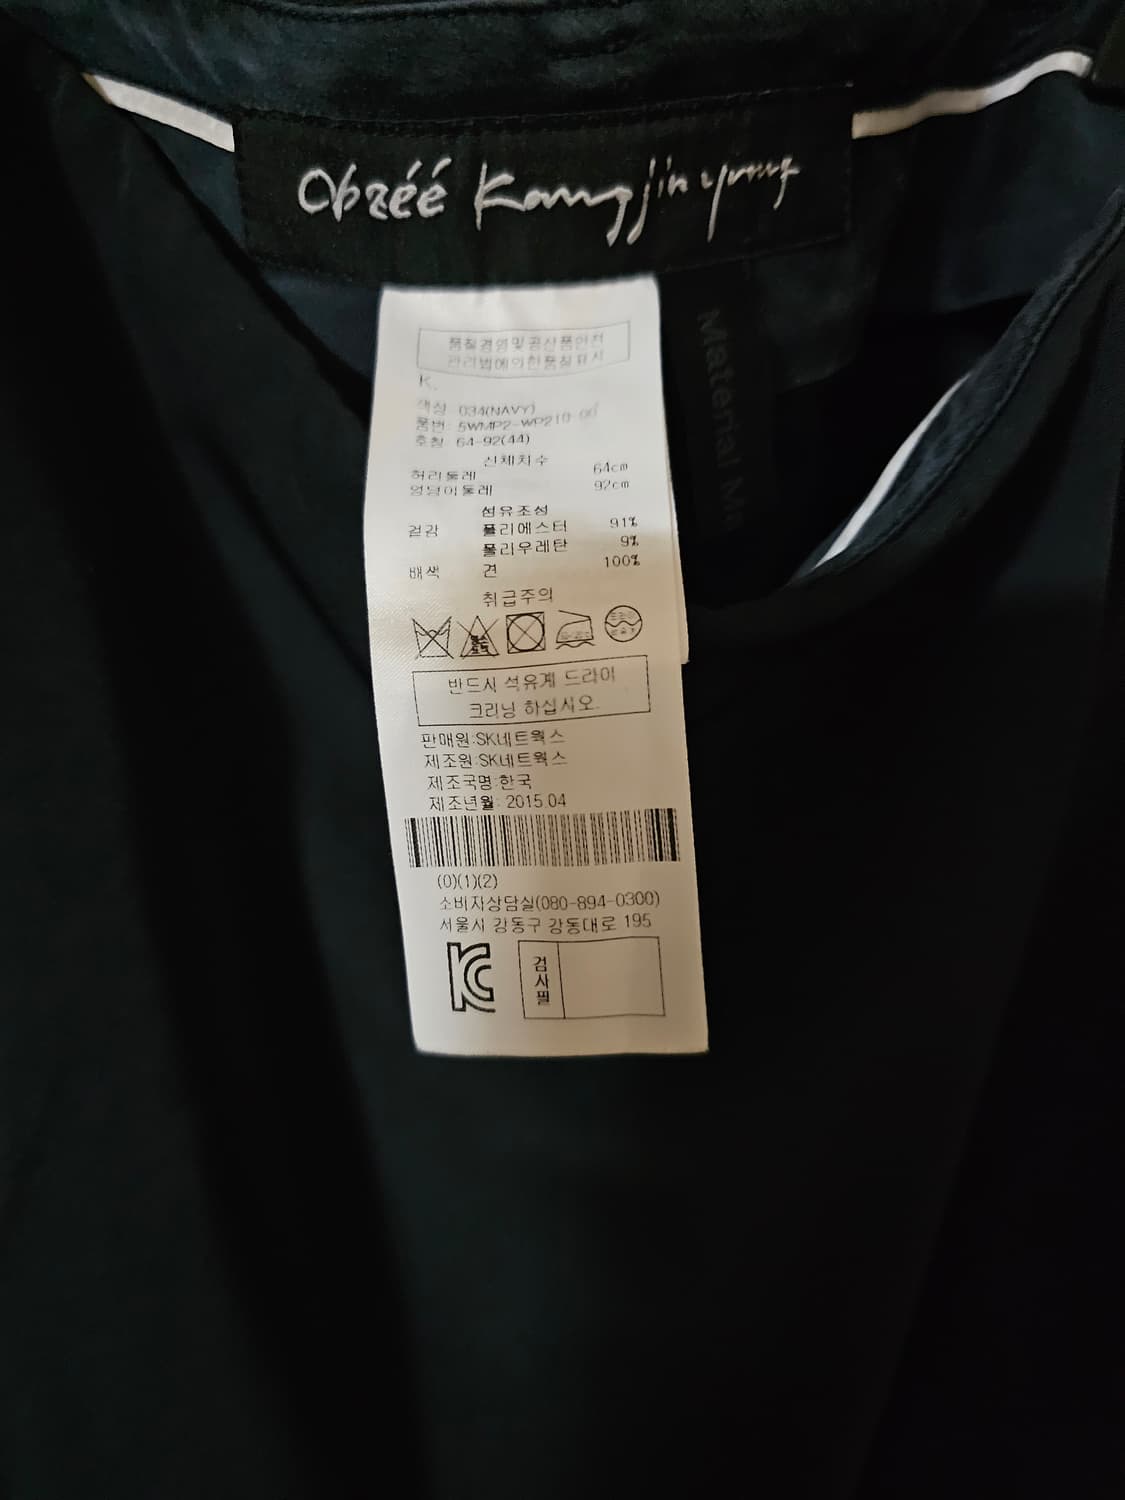 Obzéé Kangjinyoung
Material Ma
품질경영및공산품안전
관리법에의한품질표시
K.
색상: 034(NAVY)
품번: 5WMP2-WP210-00
호칭: 64-92(44)
신체치수
허리둘레 64cm
엉덩이둘레 92cm
섬유조성
겉감 폴리에스터 91%
폴리우레탄 9%
배색 견 100%
취급주의
반드시 석유계 드라이
크리닝 하십시오.
판매원:SK네트웍스
제조원:SK네트웍스
제조국명:한국
제조년월: 2015.04
(0)(1)(2)
소비자상담실(080-894-0300)
서울시 강동구 강동대로 195
KC
검사필